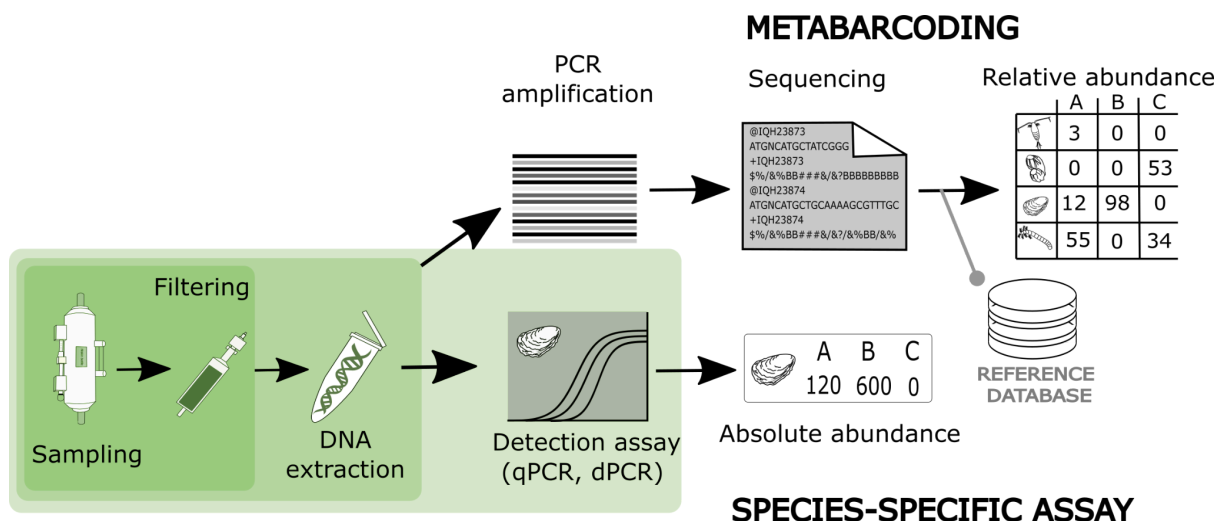 METABARCODING
PCR
amplification
Sequencing
Relative abundance
A B C
3 0 0
0 0 53
12 98 0
55 0 34
@IQH23873
ATGNCATGCTATCGGG
+IQH23873
$%/&%BB###&/&?BBBBBBBBB
@IQH23874
ATGNCATGCTGCAAAAGCGTTTGC
+IQH23874
$%/&%BB###&/&?/&%BB/&%
Filtering
Sampling
DNA
extraction
Detection assay
(qPCR, dPCR)
A B C
120 600 0
Absolute abundance
REFERENCE
DATABASE
SPECIES-SPECIFIC ASSAY